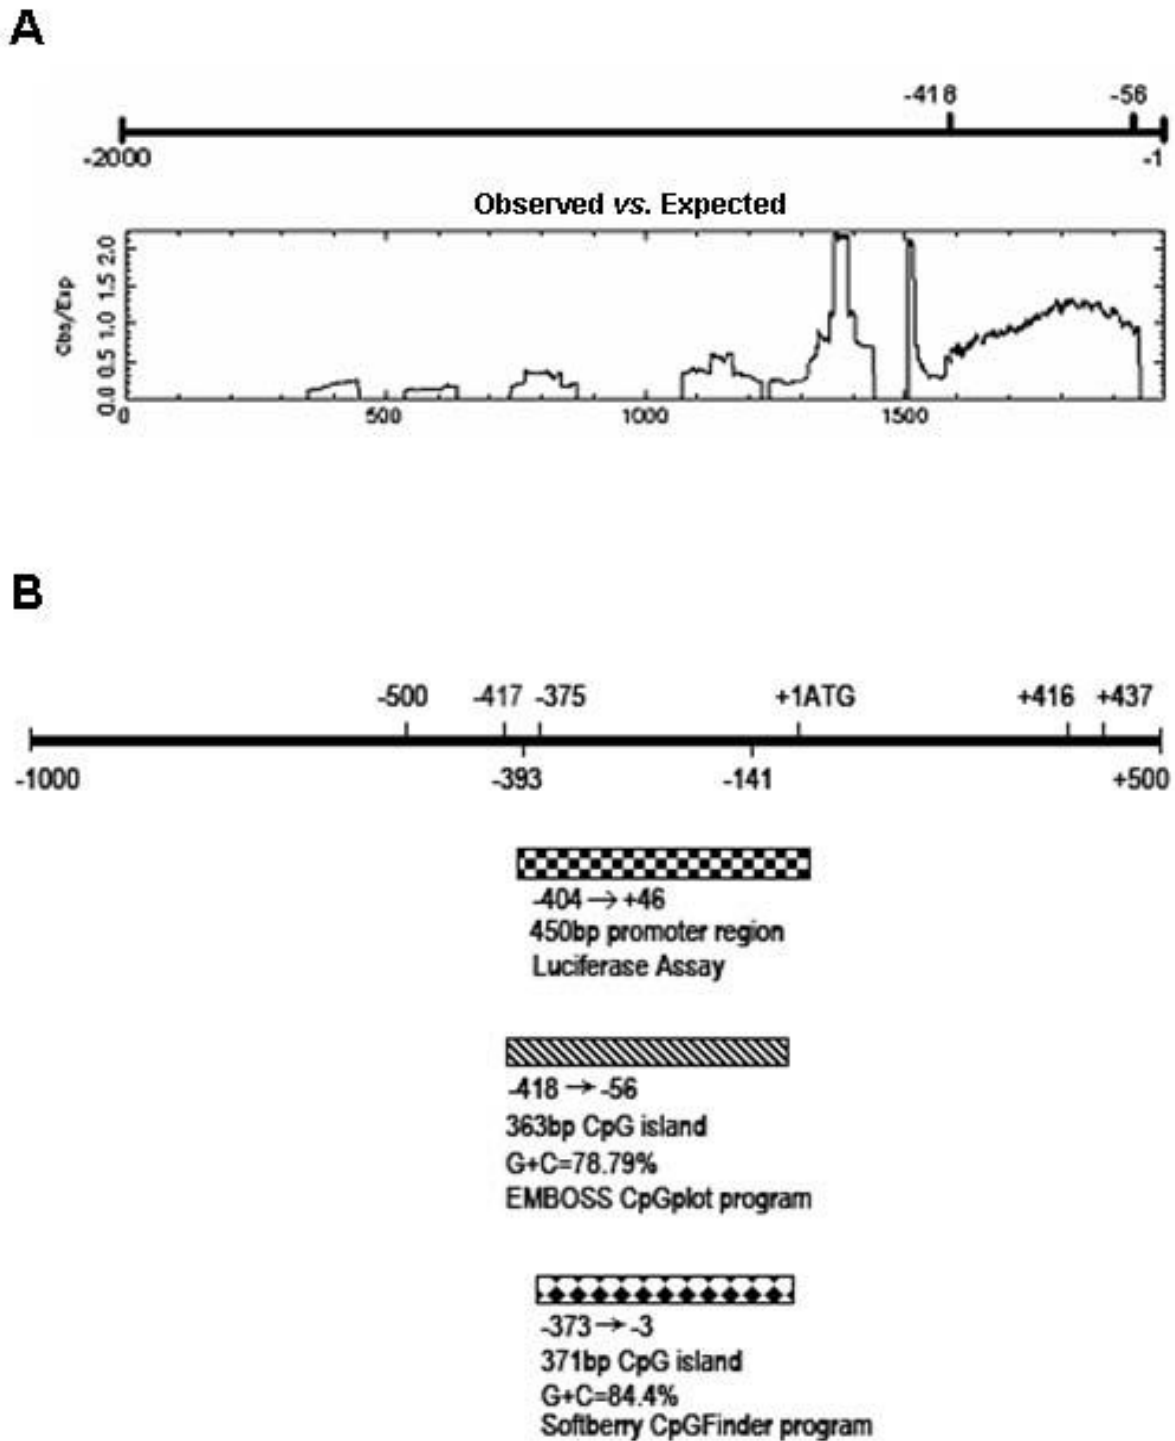 A
-418 -56
-2000 -1
Observed vs. Expected
Obs/Exp
0.0 0.5 1.0 1.5 2.0
0 500 1000 1500
B
-500 -417 -375 +1ATG +416 +437
-1000 -393 -141 +500
-404→+46
450bp promoter region
Luciferase Assay
-418→-56
363bp CpG island
G+C=78.79%
EMBOSS CpGplot program
-373→-3
371bp CpG island
G+C=84.4%
Softberry CpGFinder program